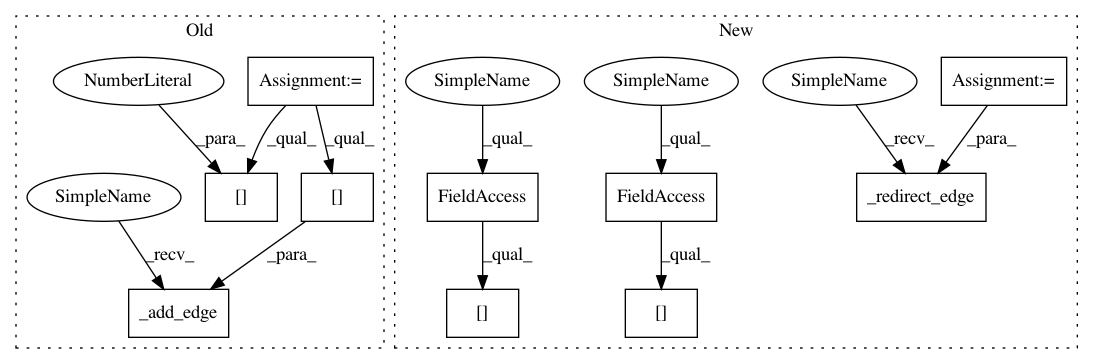 Old
New
NumberLiteral
Assignment:=
SimpleName
SimpleName
SimpleName
Assignment:=
_para_
_qual_
_qual_
_qual_
_qual_
_recv_
_para_
SimpleName
[]
[]
FieldAccess
FieldAccess
_redirect_edge
_recv_
_para_
_qual_
_qual_
_add_edge
[]
[]